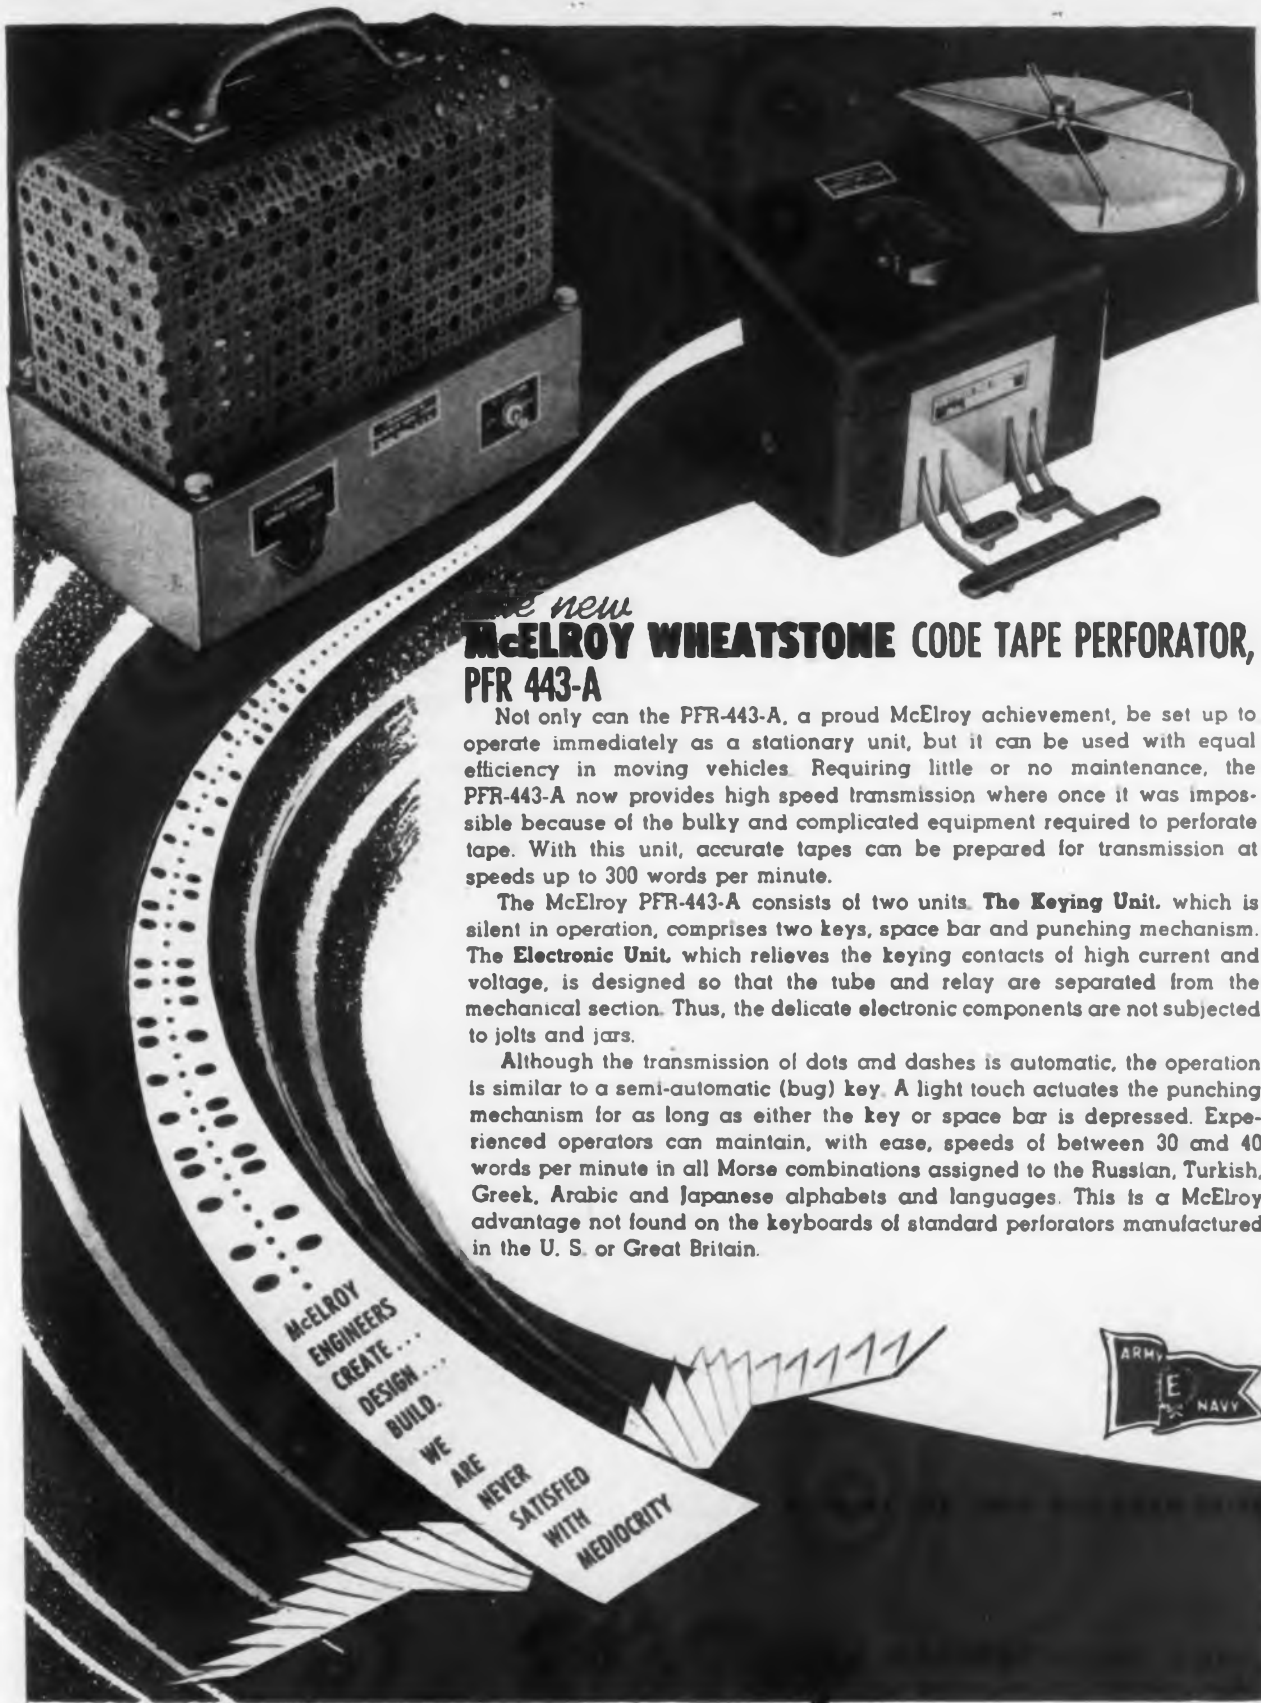 The new
McELROY WHEATSTONE CODE TAPE PERFORATOR,
PFR 443-A
Not only can the PFR-443-A, a proud McElroy achievement, be set up to
operate immediately as a stationary unit, but it can be used with equal
efficiency in moving vehicles. Requiring little or no maintenance, the
PFR-443-A now provides high speed transmission where once it was impos-
sible because of the bulky and complicated equipment required to perforate
tape. With this unit, accurate tapes can be prepared for transmission at
speeds up to 300 words per minute.
The McElroy PFR-443-A consists of two units. The Keying Unit. which is
silent in operation, comprises two keys, space bar and punching mechanism.
The Electronic Unit. which relieves the keying contacts of high current and
voltage, is designed so that the tube and relay are separated from the
mechanical section. Thus, the delicate electronic components are not subjected
to jolts and jars.
Although the transmission of dots and dashes is automatic, the operation
is similar to a semi-automatic (bug) key. A light touch actuates the punching
mechanism for as long as either the key or space bar is depressed. Expe-
rienced operators can maintain, with ease, speeds of between 30 and 40
words per minute in all Morse combinations assigned to the Russian, Turkish,
Greek, Arabic and Japanese alphabets and languages. This is a McElroy
advantage not found on the keyboards of standard perforators manufactured
in the U. S. or Great Britain.
McELROY
ENGINEERS
CREATE...
DESIGN...
BUILD.
WE
ARE
NEVER
SATISFIED
WITH
MEDIOCRITY
ARMY
E
NAVY